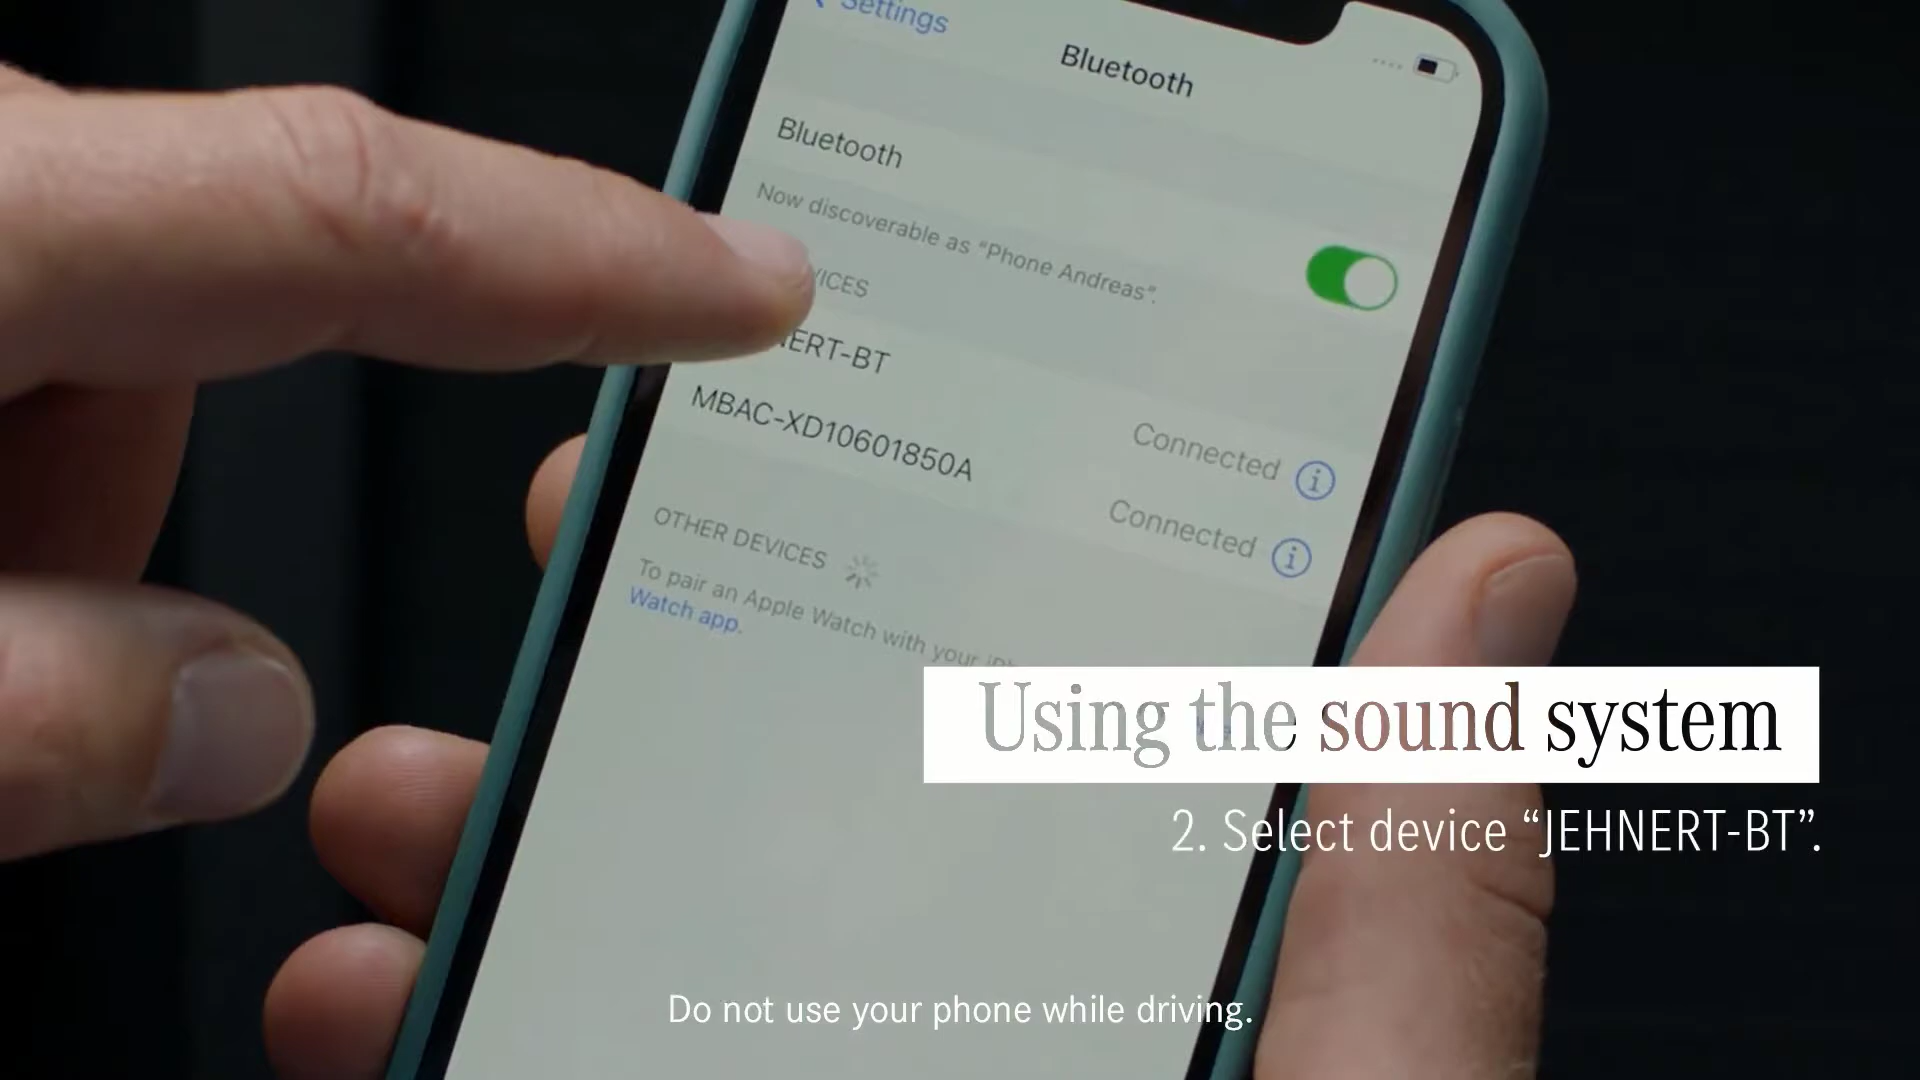 Settings
Bluetooth
Bluetooth
Now discoverable as “Phone Andreas”.
JEHNERT-BT Connected
MBAC-XD10601850A Connected
OTHER DEVICES
To pair an Apple Watch with your
Watch app.
Using the sound system
2. Select device “JEHNERT-BT”.
Do not use your phone while driving.